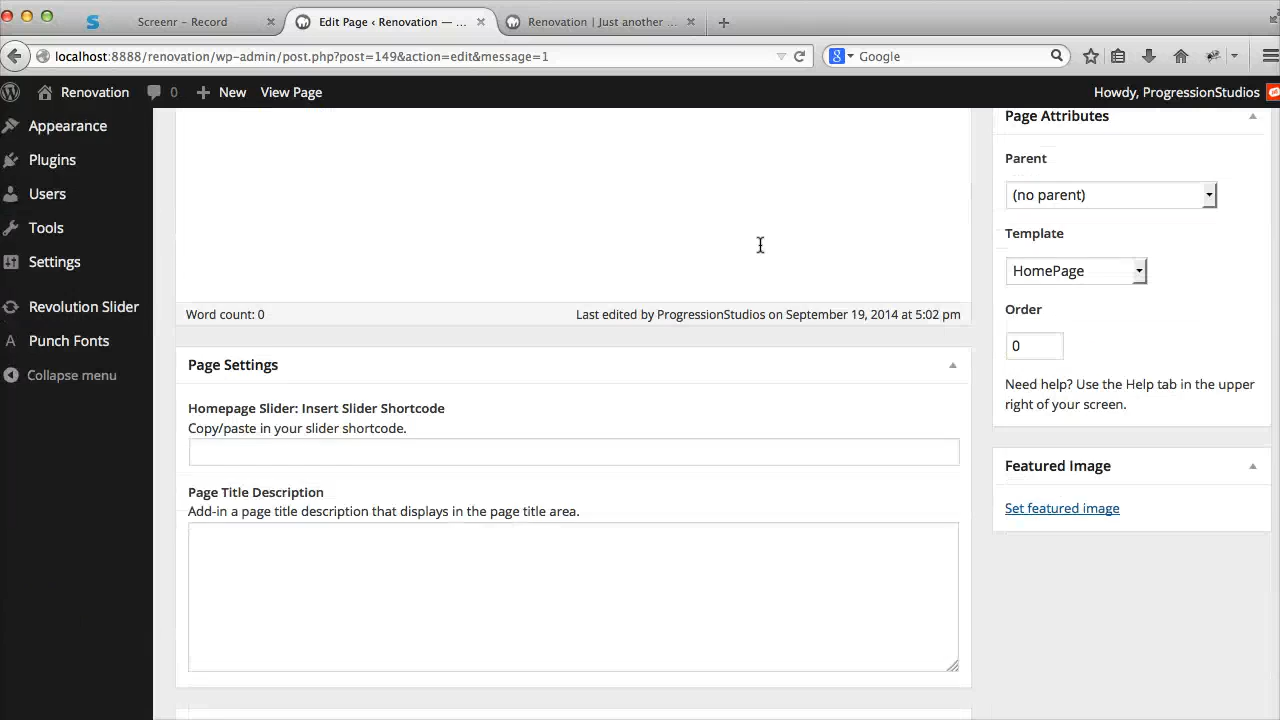 Screenr – Record
Edit Page ‹ Renovation — ...
Renovation | Just another ...
localhost:8888/renovation/wp-admin/post.php?post=149&action=edit&message=1
Google
Renovation
0
New
View Page
Howdy, ProgressionStudios
Appearance
Plugins
Users
Tools
Settings
Revolution Slider
Punch Fonts
Collapse menu
Word count: 0
Last edited by ProgressionStudios on September 19, 2014 at 5:02 pm
Page Settings
Homepage Slider: Insert Slider Shortcode
Copy/paste in your slider shortcode.
Page Title Description
Add-in a page title description that displays in the page title area.
Page Attributes
Parent
(no parent)
Template
HomePage
Order
0
Need help? Use the Help tab in the upper
right of your screen.
Featured Image
Set featured image